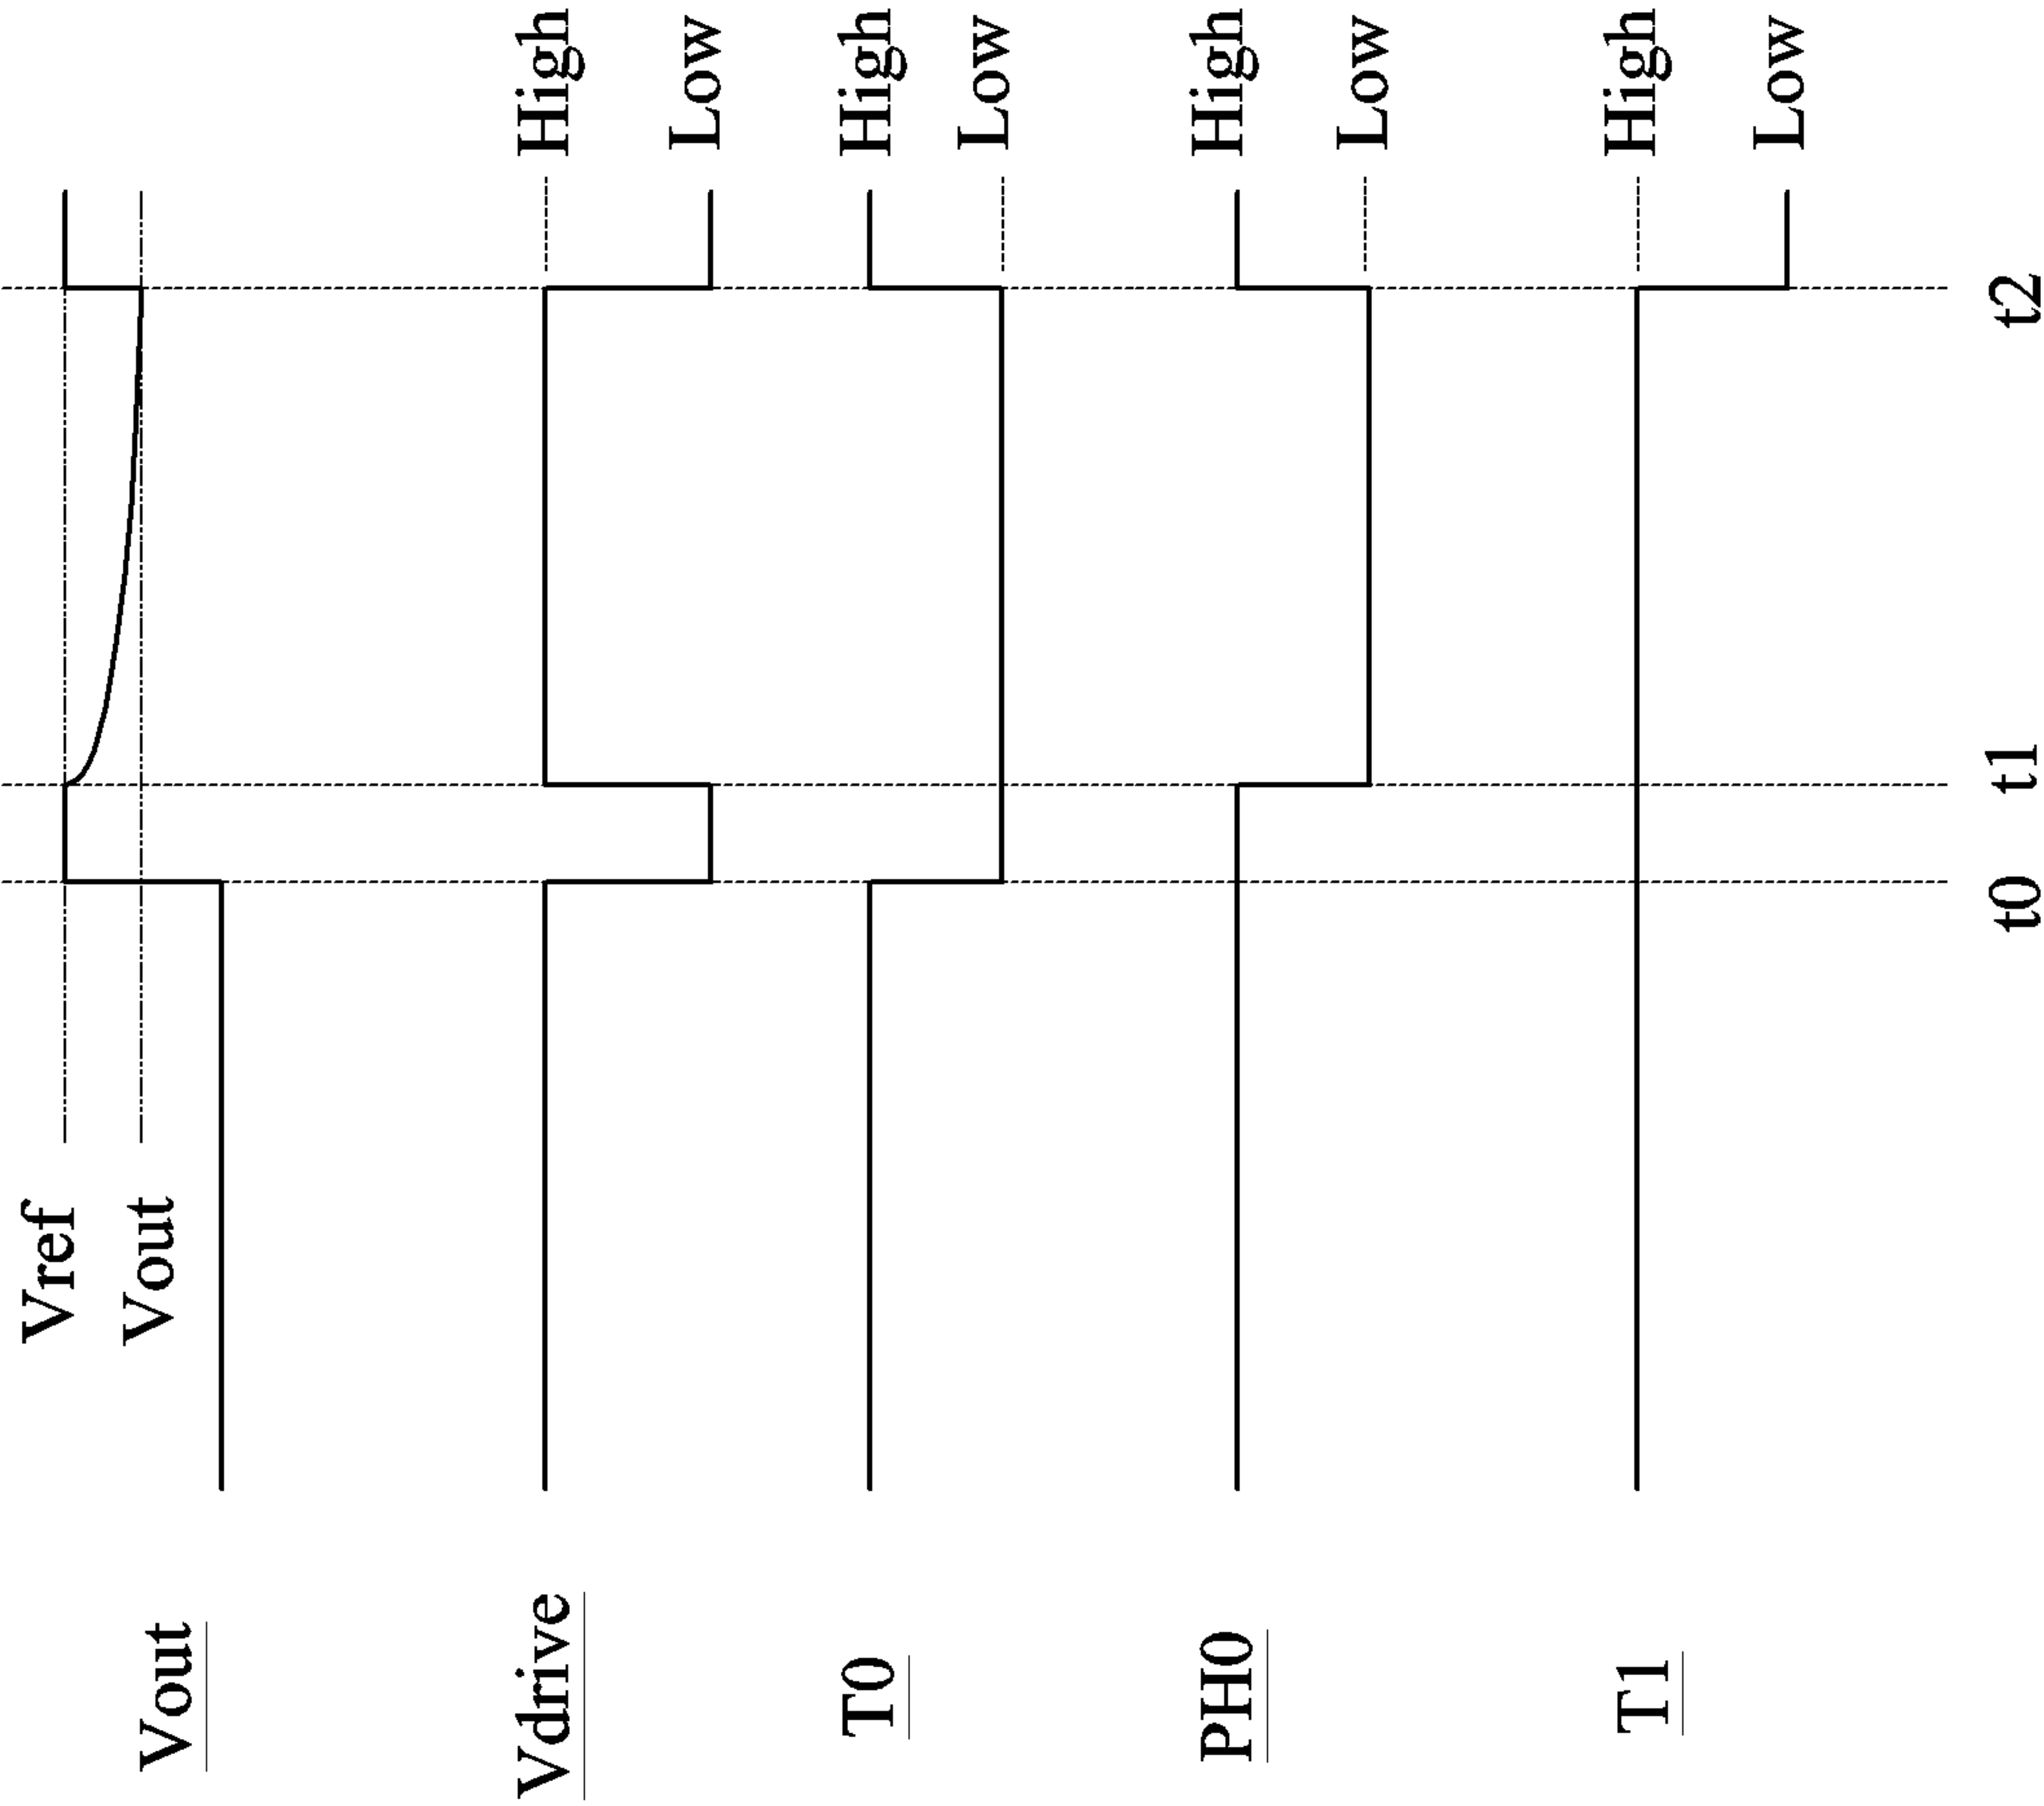 Vout
Vref
Vout
Vdrive
High
Low
T0
High
Low
PH0
High
Low
T1
High
Low
t0
t1
t2